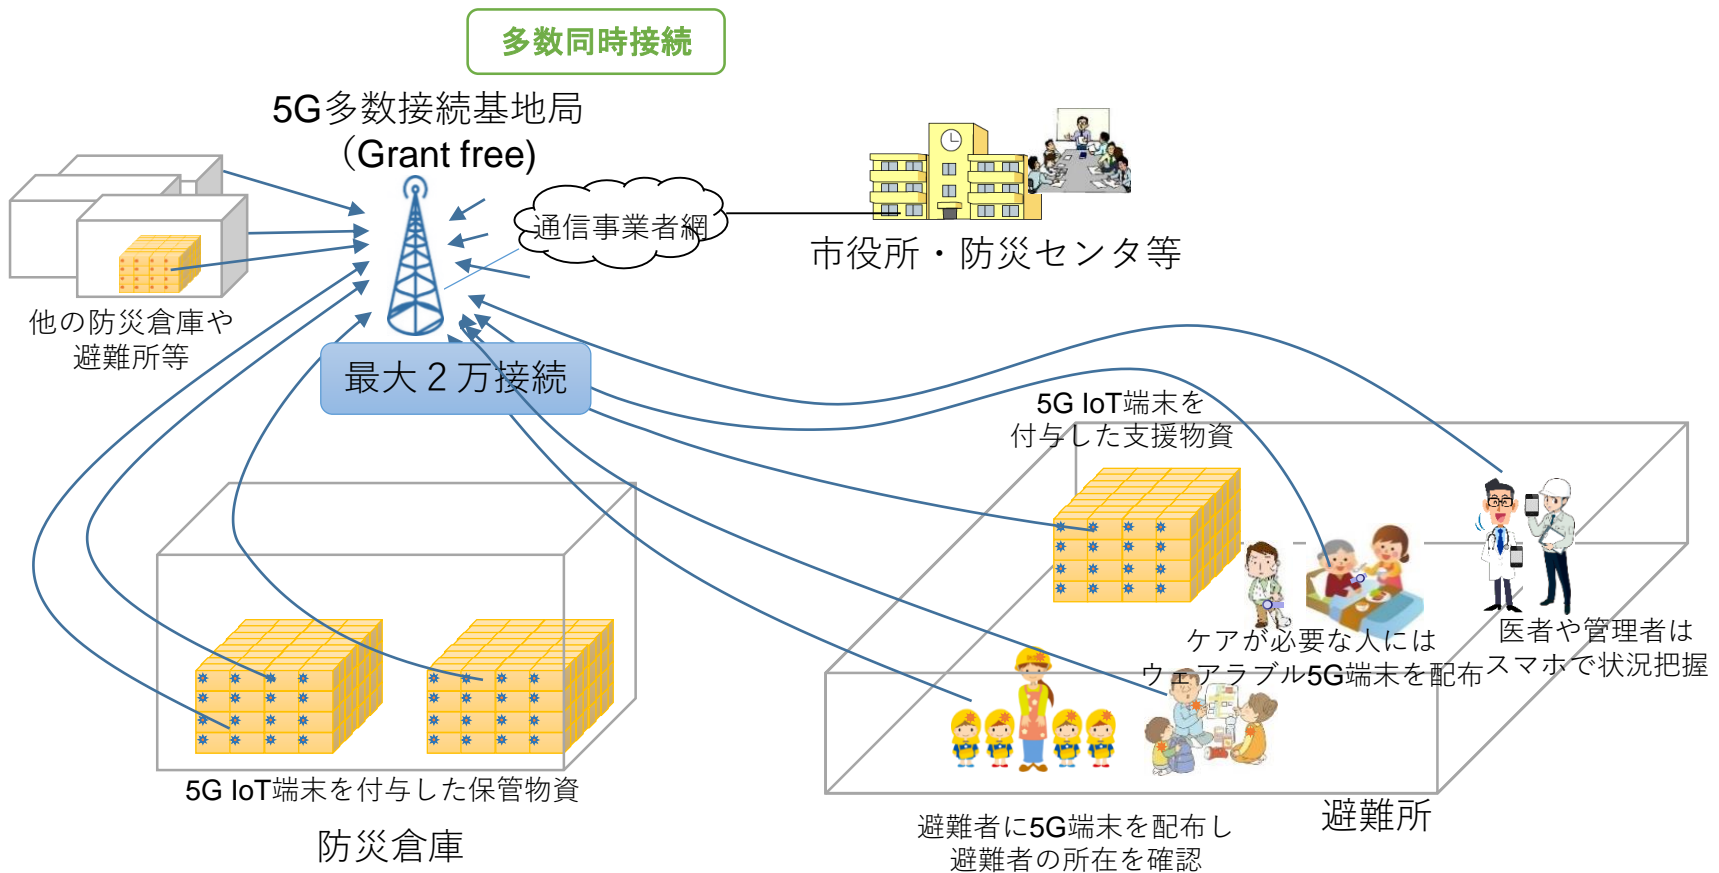 多数同時接続
5G多数接続基地局
（Grant free)
通信事業者網
市役所・防災センタ等
他の防災倉庫や
避難所等
最大２万接続
5G IoT端末を
付与した支援物資
ケアが必要な人には
ウェアラブル5G端末を配布
医者や管理者は
スマホで状況把握
5G IoT端末を付与した保管物資
防災倉庫
避難所
避難者に5G端末を配布し
避難者の所在を確認